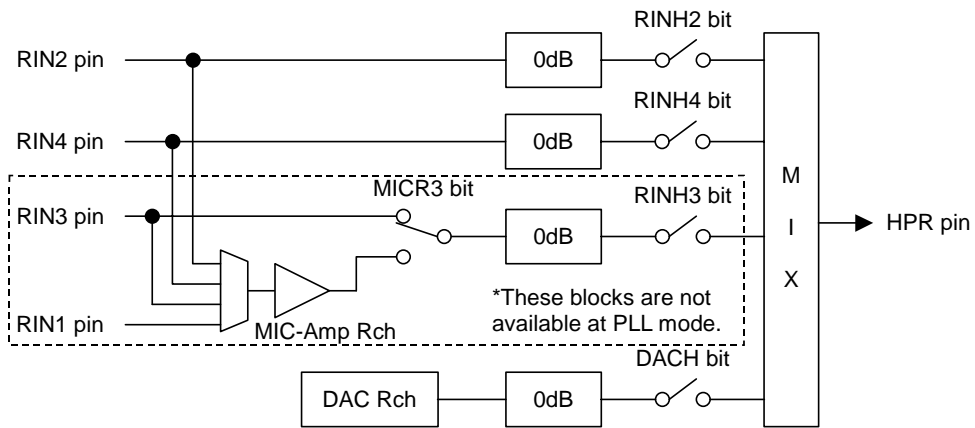 RINH2 bit
RIN2 pin
0dB
RINH4 bit
RIN4 pin
0dB
MICR3 bit
RINH3 bit
M
I
X
RIN3 pin
0dB
HPR pin
*These blocks are not
available at PLL mode.
RIN1 pin
MIC-Amp Rch
DACH bit
DAC Rch
0dB